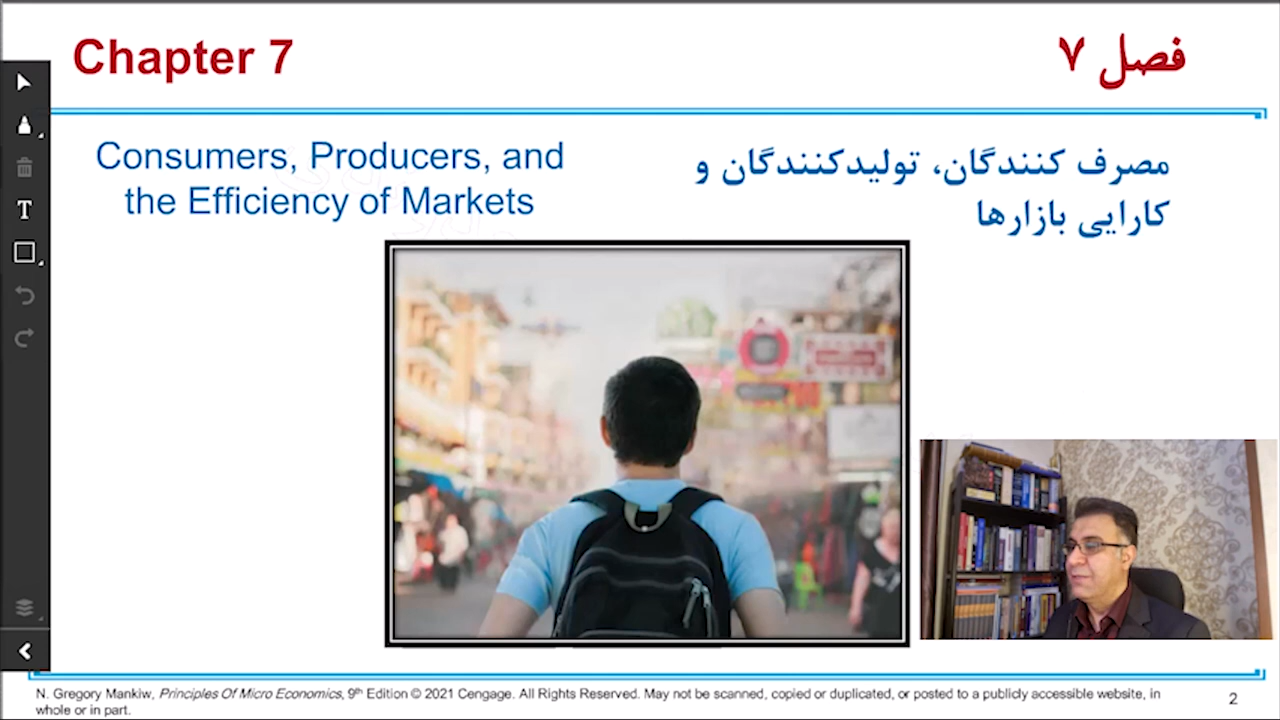 Chapter 7
فصل ۷
Consumers, Producers, and
the Efficiency of Markets
مصرف کنندگان، تولیدکنندگان و
کارایی بازارها
N. Gregory Mankiw, Principles Of Micro Economics, 9th Edition © 2021 Cengage. All Rights Reserved. May not be scanned, copied or duplicated, or posted to a publicly accessible website, in
whole or in part.
2